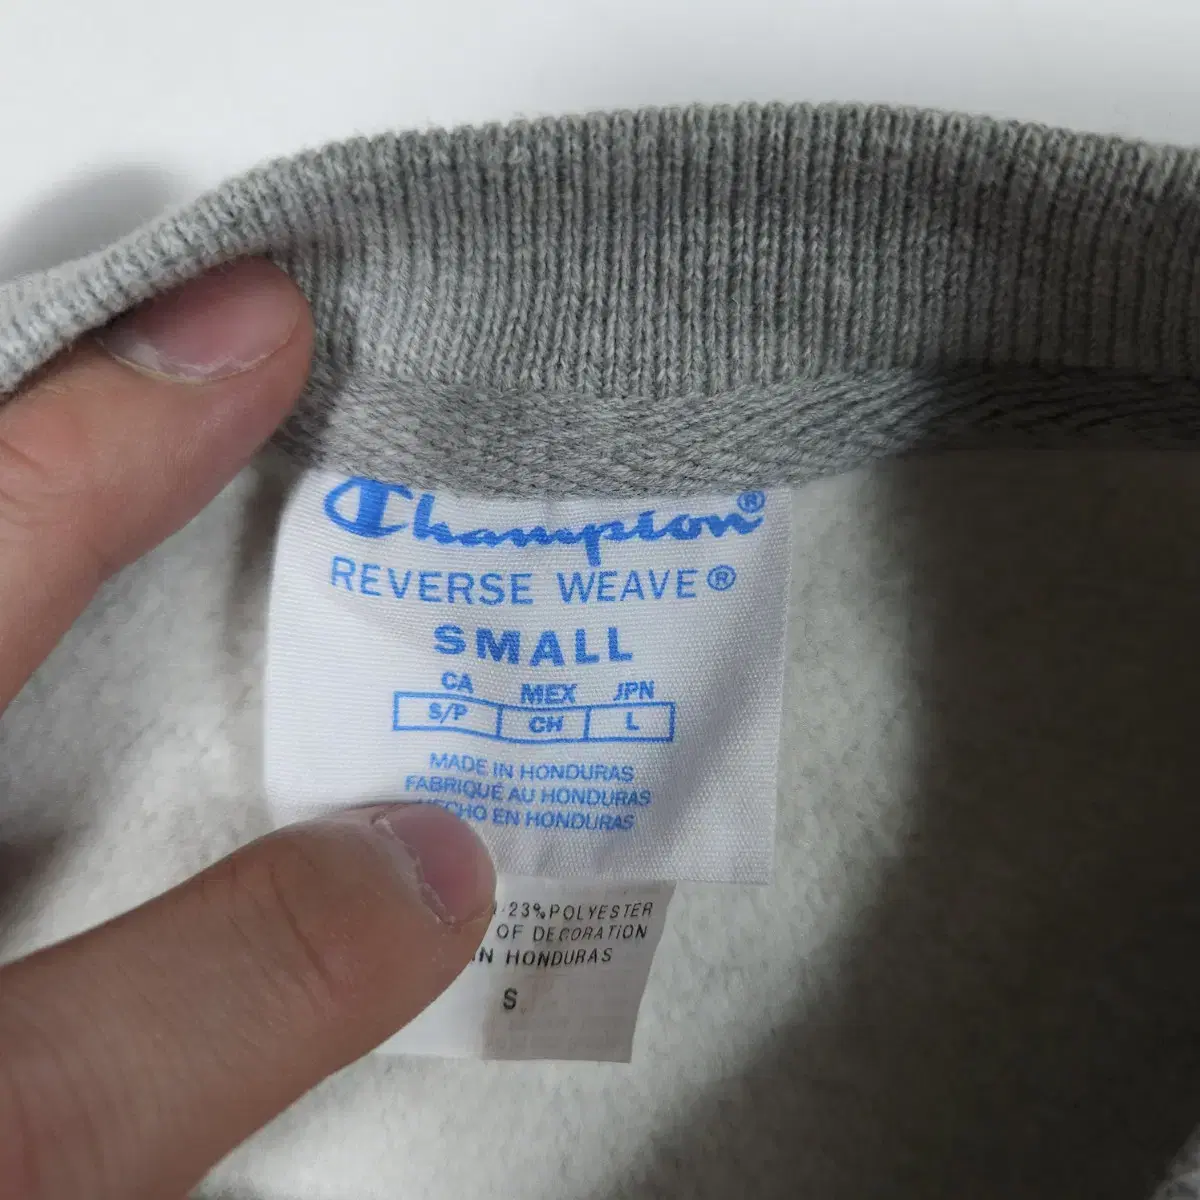 Champion®
REVERSE WEAVE®
SMALL
CA MEX JPN
S/P CH L
MADE IN HONDURAS
FABRIQUÉ AU HONDURAS
HECHO EN HONDURAS
23% POLYESTER
OF DECORATION
IN HONDURAS
S